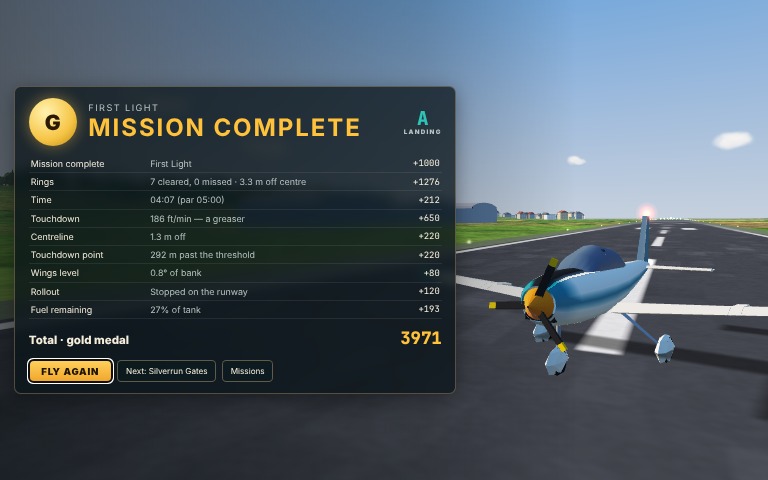 G
FIRST LIGHT
MISSION COMPLETE
A
LANDING
Mission complete First Light +1000
Rings 7 cleared, 0 missed · 3.3 m off centre +1276
Time 04:07 (par 05:00) +212
Touchdown 186 ft/min — a greaser +650
Centreline 1.3 m off +220
Touchdown point 292 m past the threshold +220
Wings level 0.8° of bank +80
Rollout Stopped on the runway +120
Fuel remaining 27% of tank +193
Total · gold medal 3971
FLY AGAIN Next: Silverrun Gates Missions